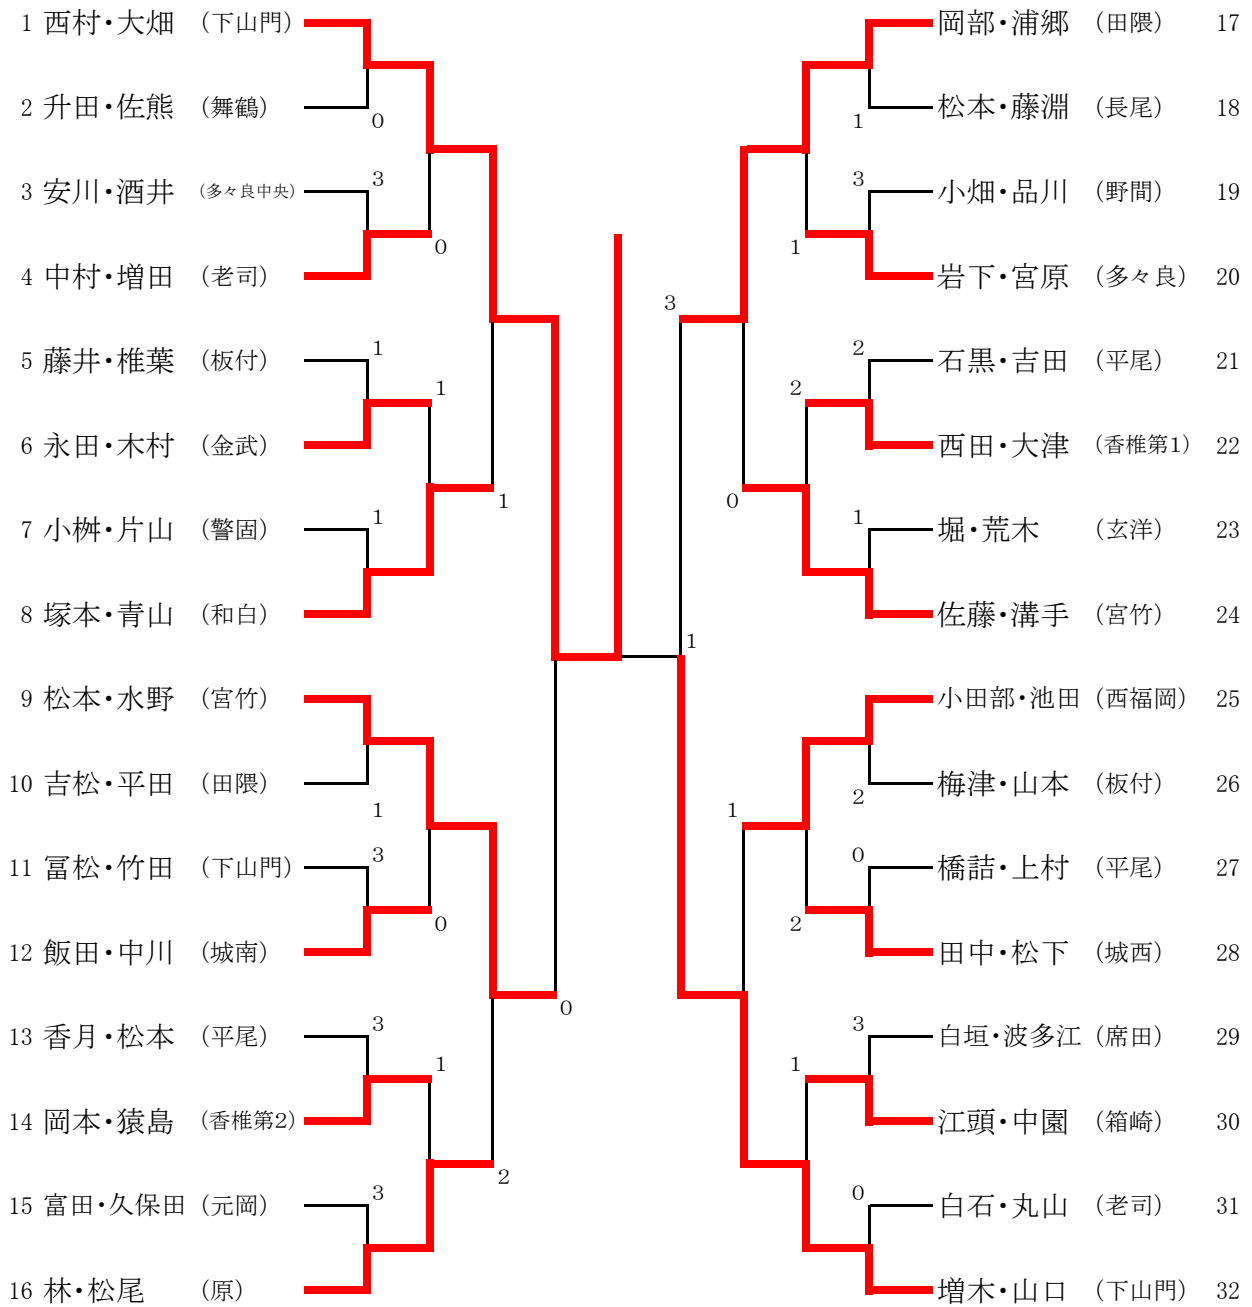 1 西村・大畑 （下山門）
2 升田・佐熊 （舞鶴）
0
3 安川・酒井 （多々良中央）
3
0
4 中村・増田 （老司）
5 藤井・椎葉 （板付）
1
1
6 永田・木村 （金武）
1
7 小桝・片山 （警固）
1
8 塚本・青山 （和白）
9 松本・水野 （宮竹）
10 吉松・平田 （田隈）
1
11 冨松・竹田 （下山門）
3
0
12 飯田・中川 （城南）
0
13 香月・松本 （平尾）
3
1
14 岡本・猿島 （香椎第2）
2
15 富田・久保田 （元岡）
3
16 林・松尾 （原）
岡部・浦郷 （田隈） 17
松本・藤淵 （長尾） 18
1
小畑・品川 （野間） 19
3
1
岩下・宮原 （多々良） 20
3
石黒・吉田 （平尾） 21
2
2
西田・大津 （香椎第1） 22
0
堀・荒木 （玄洋） 23
1
佐藤・溝手 （宮竹） 24
1
小田部・池田 （西福岡） 25
梅津・山本 （板付） 26
2
1
橋詰・上村 （平尾） 27
0
2
田中・松下 （城西） 28
白垣・波多江 （席田） 29
3
1
江頭・中園 （箱崎） 30
白石・丸山 （老司） 31
0
増木・山口 （下山門） 32